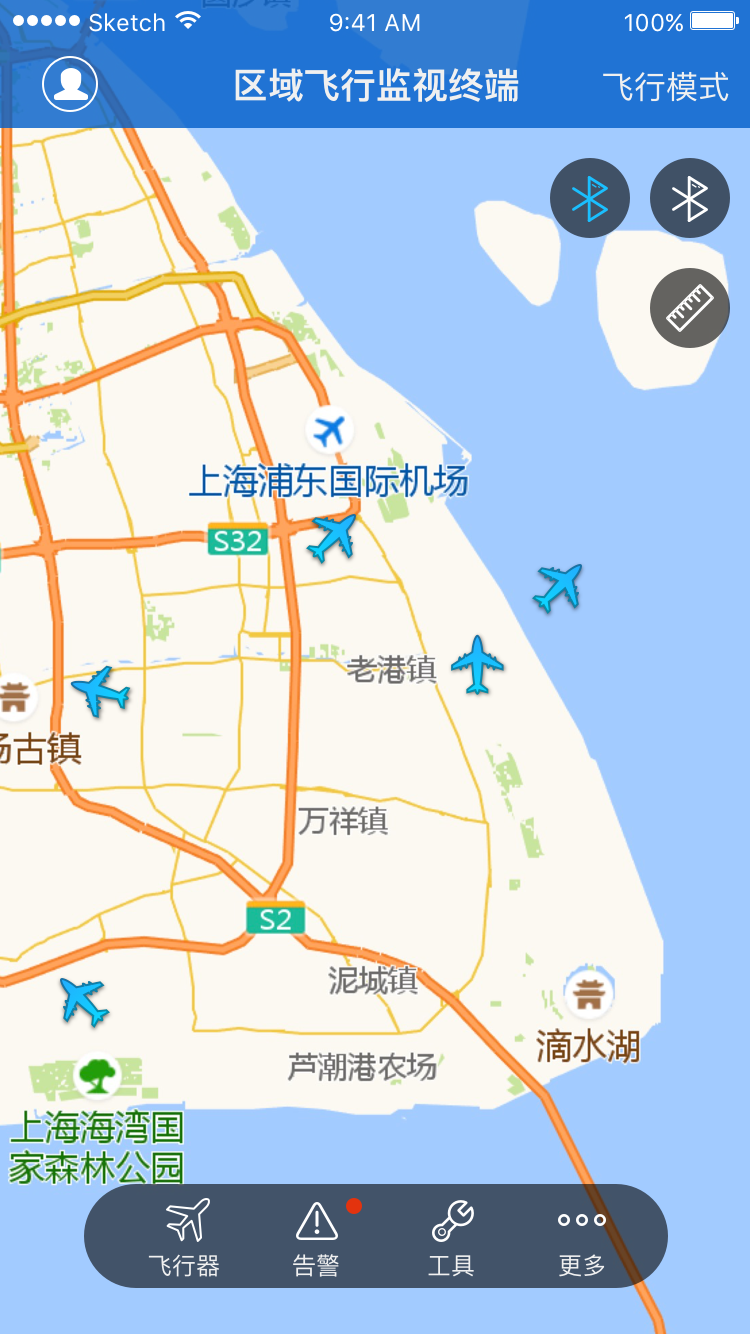 Sketch 9:41 AM 100%
区域飞行监视终端 飞行模式
上海浦东国际机场
S32
老港镇
古镇
万祥镇
S2
泥城镇
滴水湖
芦潮港农场
上海海湾国
家森林公园
飞行器 告警 工具 更多